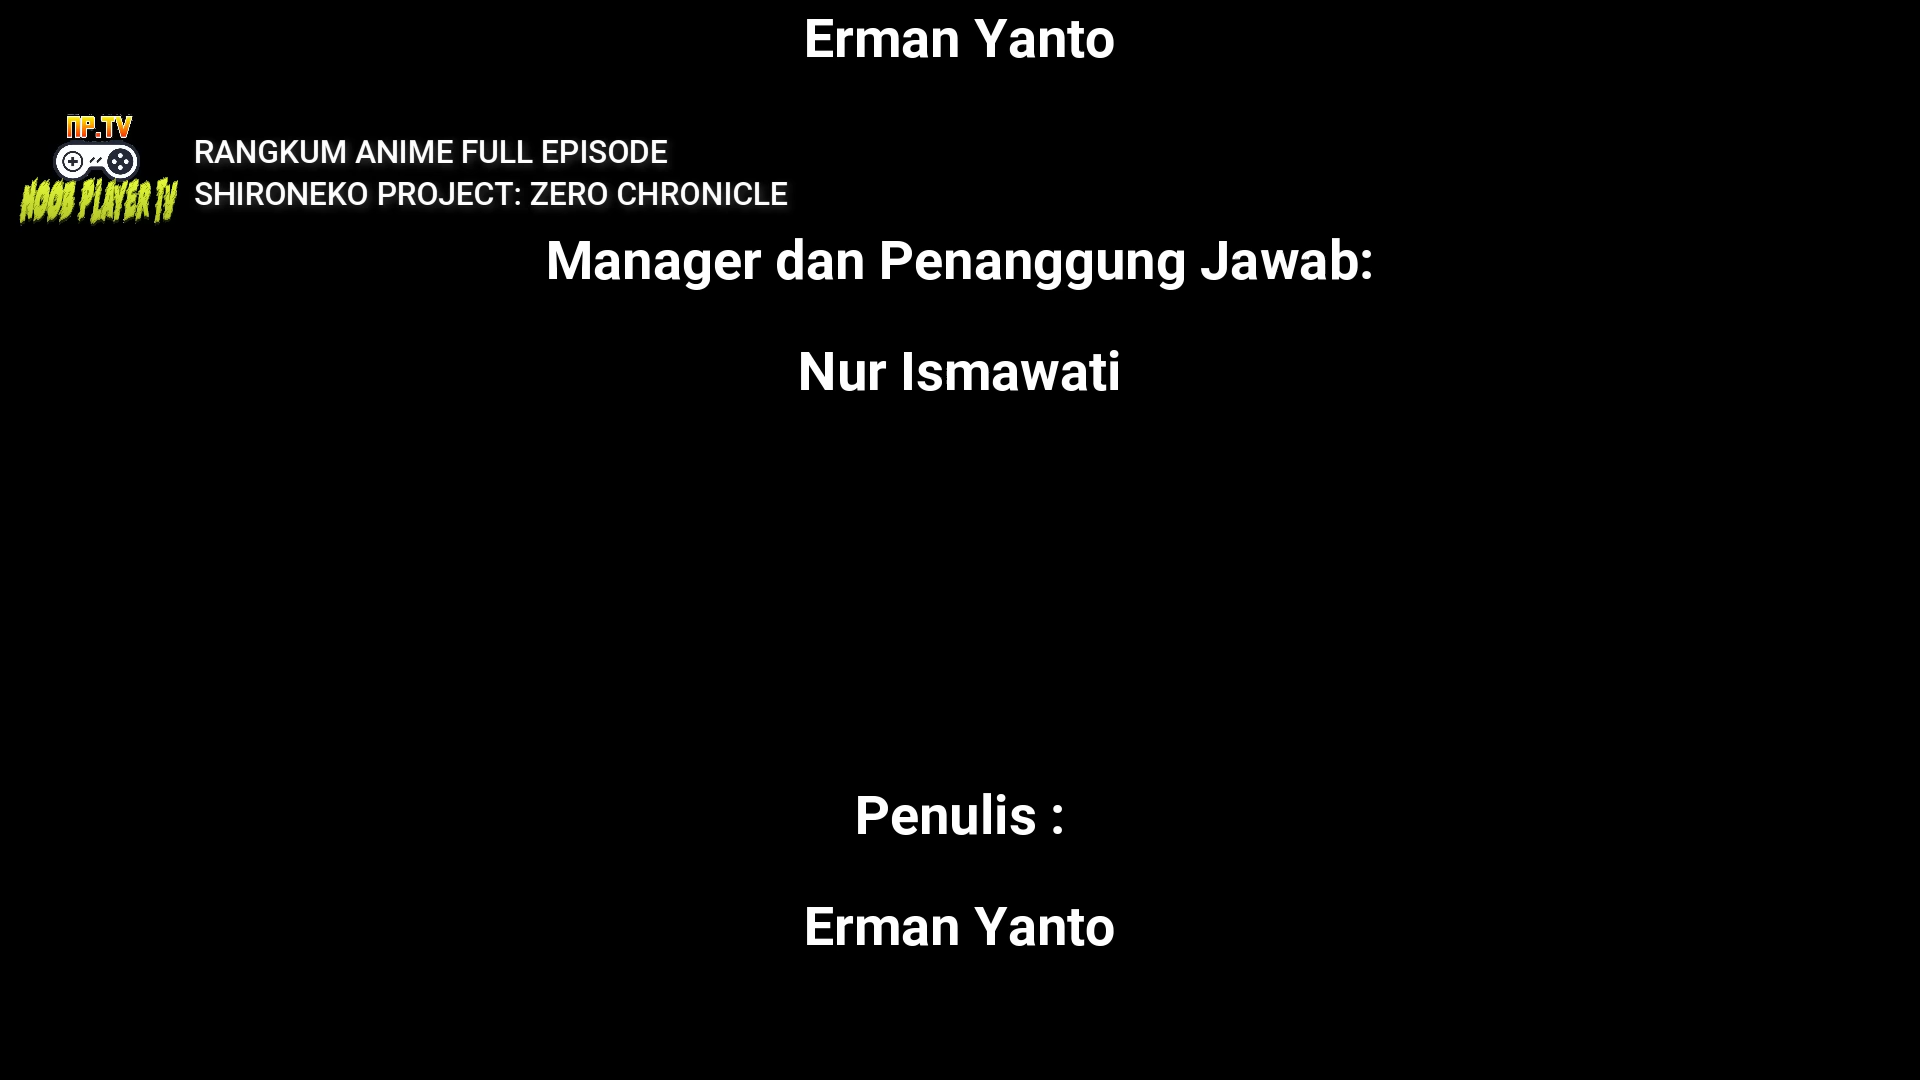 Erman Yanto
NP.TV
NOOB PLAYER TV
RANGKUM ANIME FULL EPISODE
SHIRONEKO PROJECT: ZERO CHRONICLE
Manager dan Penanggung Jawab:
Nur Ismawati
Penulis :
Erman Yanto